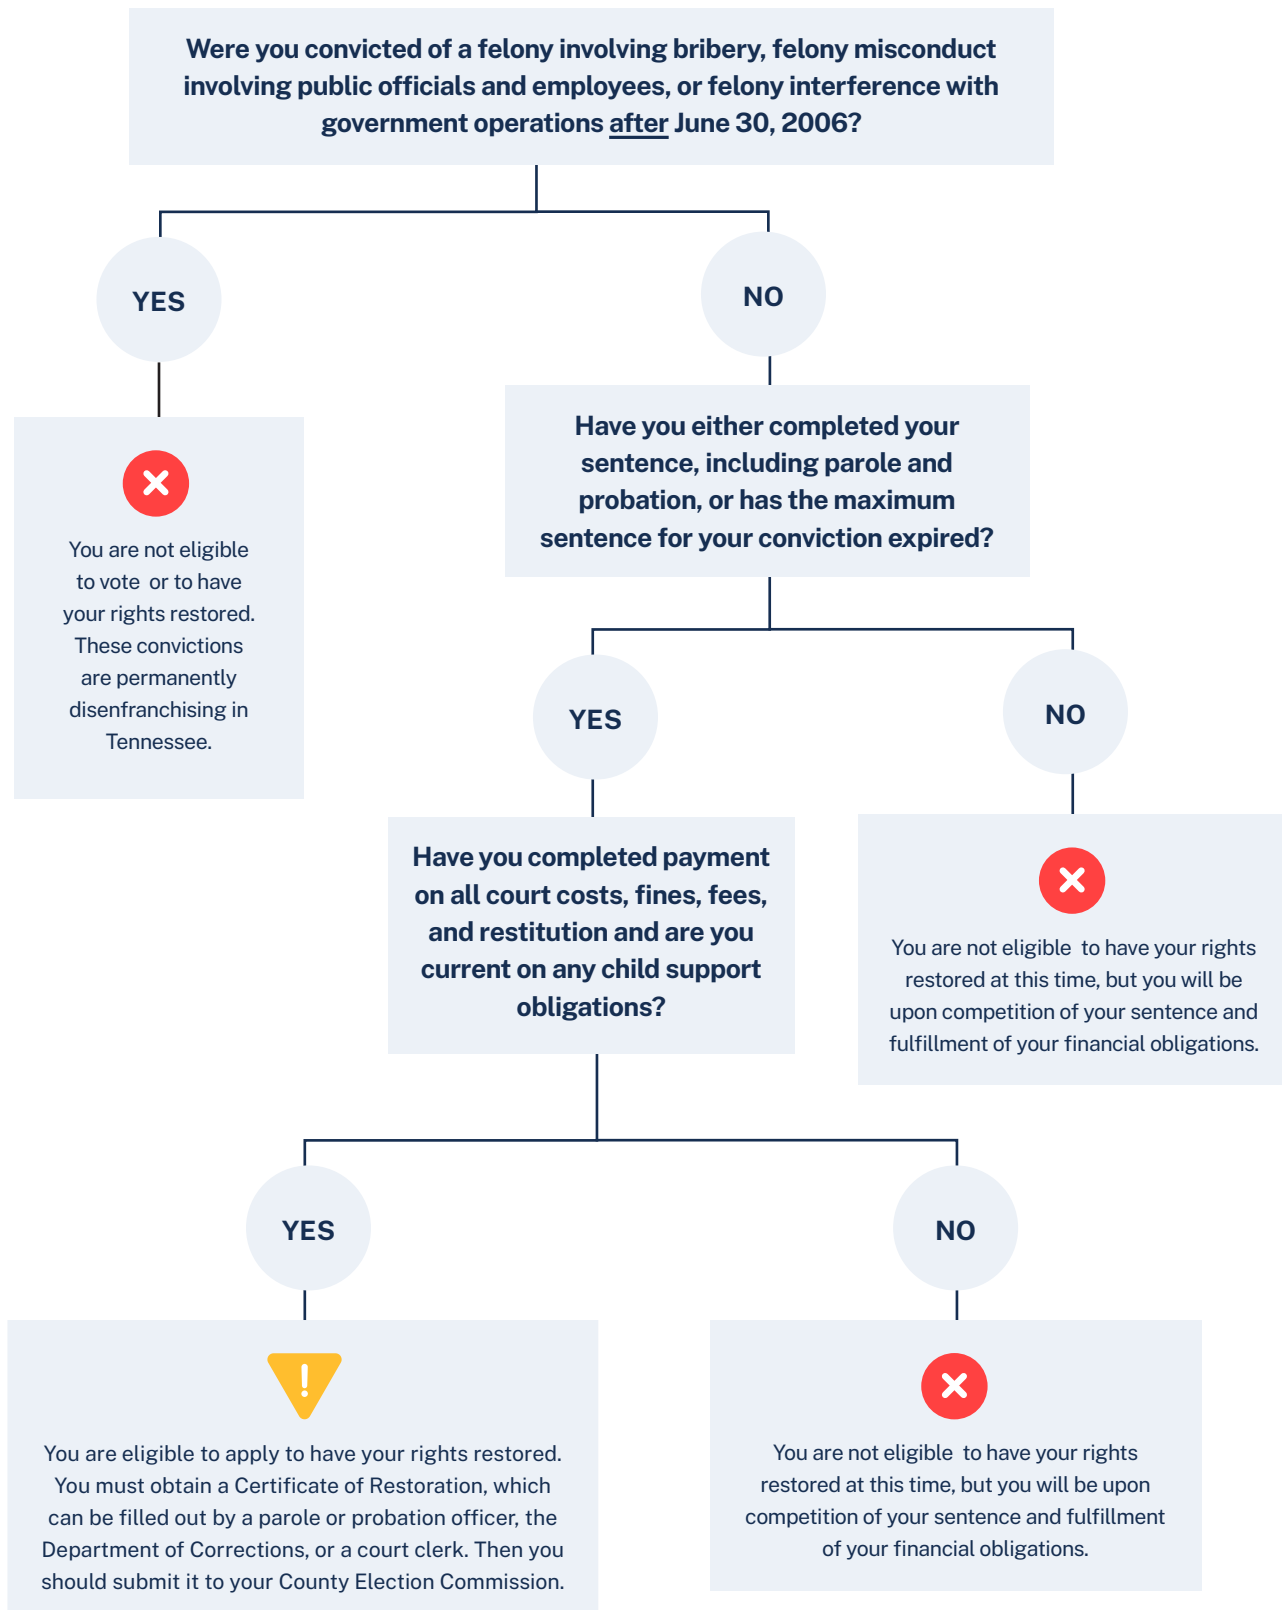 Were you convicted of a felony involving bribery, felony misconduct
involving public officials and employees, or felony interference with
government operations after June 30, 2006?
YES
NO
You are not eligible
to vote or to have
your rights restored.
These convictions
are permanently
disenfranchising in
Tennessee.
Have you either completed your
sentence, including parole and
probation, or has the maximum
sentence for your conviction expired?
YES
NO
Have you completed payment
on all court costs, fines, fees,
and restitution and are you
current on any child support
obligations?
You are not eligible to have your rights
restored at this time, but you will be
upon competition of your sentence and
fulfillment of your financial obligations.
YES
NO
You are eligible to apply to have your rights restored.
You must obtain a Certificate of Restoration, which
can be filled out by a parole or probation officer, the
Department of Corrections, or a court clerk. Then you
should submit it to your County Election Commission.
You are not eligible to have your rights
restored at this time, but you will be upon
competition of your sentence and fulfillment
of your financial obligations.